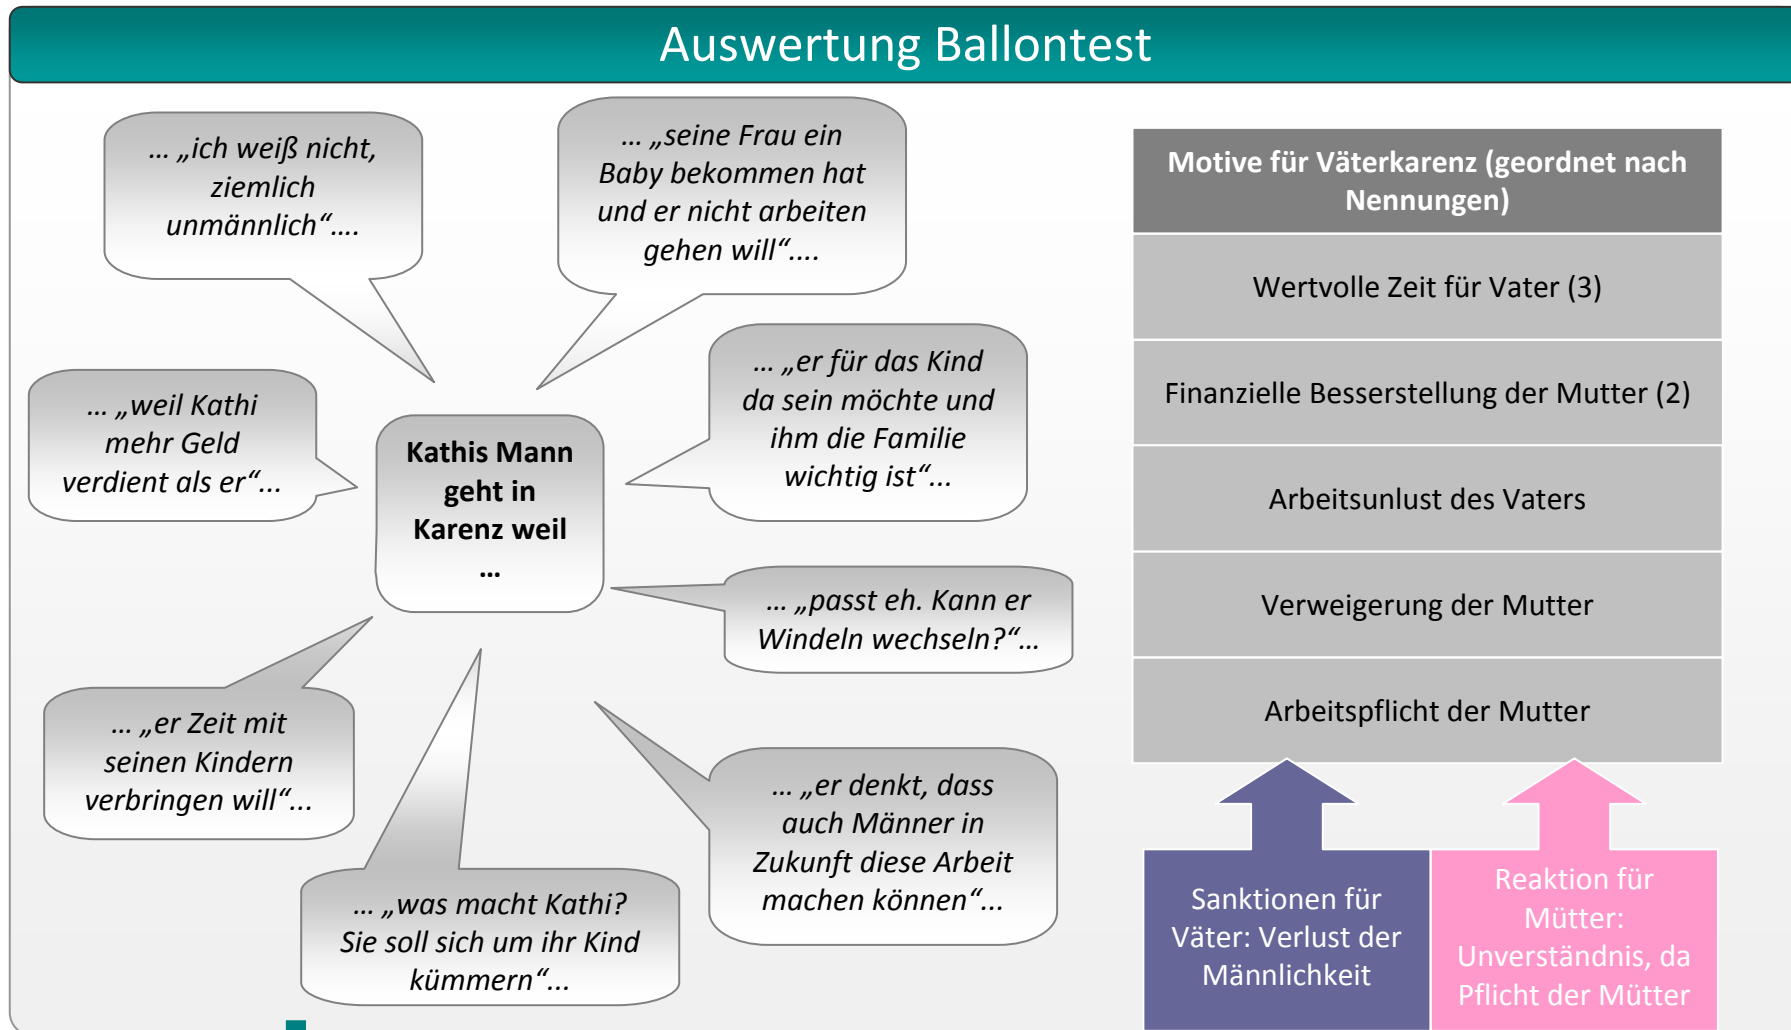 Auswertung Ballontest
… „ich weiß nicht,
ziemlich
unmännlich“….
… „seine Frau ein
Baby bekommen hat
und er nicht arbeiten
gehen will“....
… „weil Kathi
mehr Geld
verdient als er“...
Kathis Mann
geht in
Karenz weil
…
… „er für das Kind
da sein möchte und
ihm die Familie
wichtig ist“...
… „passt eh. Kann er
Windeln wechseln?“…
… „er Zeit mit
seinen Kindern
verbringen will“...
… „was macht Kathi?
Sie soll sich um ihr Kind
kümmern“...
… „er denkt, dass
auch Männer in
Zukunft diese Arbeit
machen können“...
Motive für Väterkarenz (geordnet nach
Nennungen)
Wertvolle Zeit für Vater (3)
Finanzielle Besserstellung der Mutter (2)
Arbeitsunlust des Vaters
Verweigerung der Mutter
Arbeitspflicht der Mutter
Sanktionen für
Väter: Verlust der
Männlichkeit
Reaktion für
Mütter:
Unverständnis, da
Pflicht der Mütter